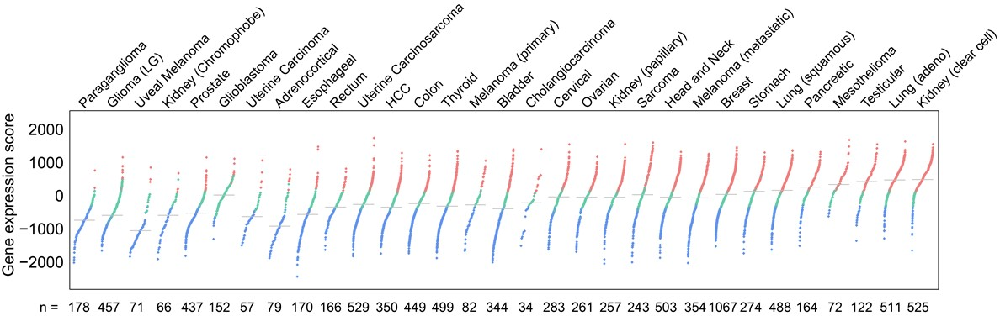 Paraganglioma
Glioma (LG)
Uveal Melanoma
Kidney (Chromophobe)
Prostate
Glioblastoma
Uterine Carcinoma
Adrenocortical
Esophageal
Rectum
Uterine Carcinosarcoma
HCC
Colon
Thyroid
Melanoma (primary)
Bladder
Cholangiocarcinoma
Cervical
Ovarian
Kidney (papillary)
Sarcoma
Head and Neck
Melanoma (metastatic)
Breast
Stomach
Lung (squamous)
Pancreatic
Mesothelioma
Testicular
Lung (adeno)
Kidney (clear cell)
Gene expression score
2000
1000
0
−1000
−2000
n = 178 457 71 66 437 152 57 79 170 166 529 350 449 499 82 344 34 283 261 257 243 503 354 1067 274 488 164 72 122 511 525